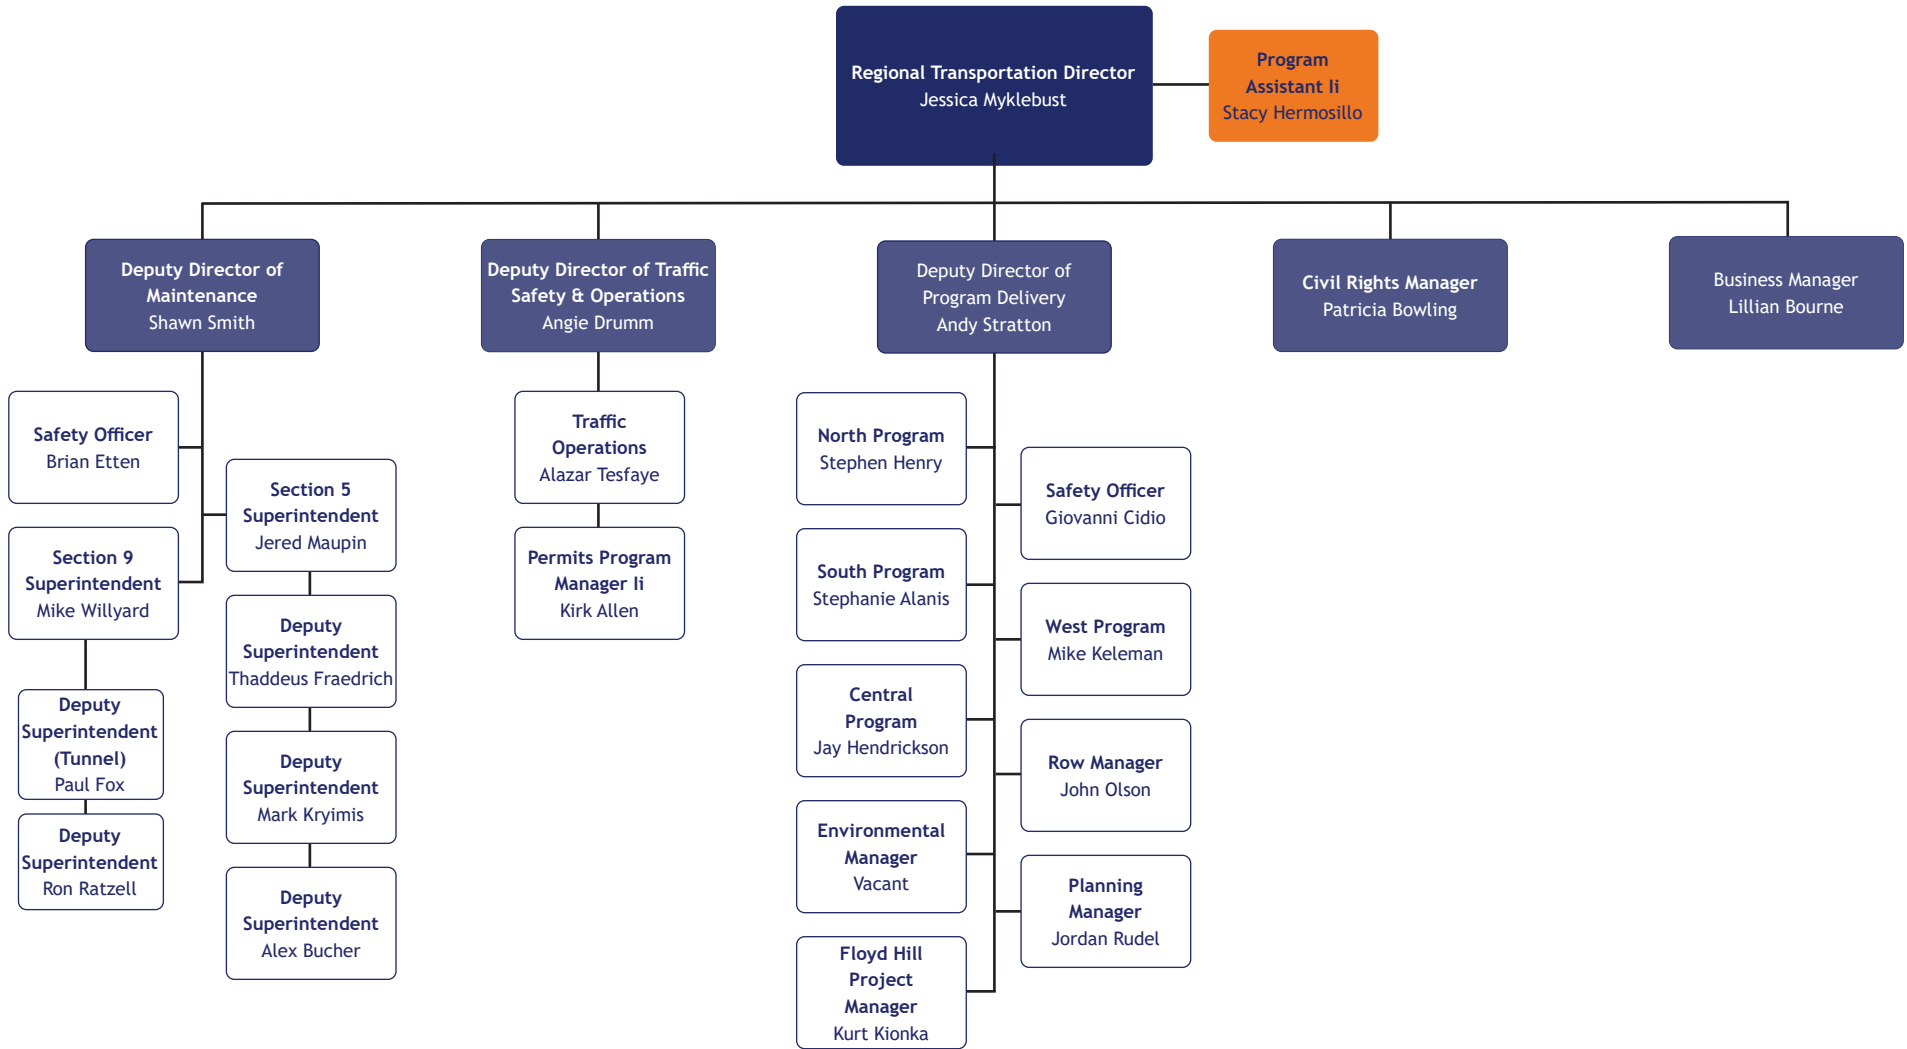 Regional Transportation Director
Jessica Myklebust
Program
Assistant Ii
Stacy Hermosillo
Deputy Director of
Maintenance
Shawn Smith
Deputy Director of Traffic
Safety & Operations
Angie Drumm
Deputy Director of
Program Delivery
Andy Stratton
Civil Rights Manager
Patricia Bowling
Business Manager
Lillian Bourne
Safety Officer
Brian Etten
Section 5
Superintendent
Jered Maupin
Section 9
Superintendent
Mike Willyard
Deputy
Superintendent
Thaddeus Fraedrich
Deputy
Superintendent
(Tunnel)
Paul Fox
Deputy
Superintendent
Mark Kryimis
Deputy
Superintendent
Ron Ratzell
Deputy
Superintendent
Alex Bucher
Traffic
Operations
Alazar Tesfaye
Permits Program
Manager Ii
Kirk Allen
North Program
Stephen Henry
Safety Officer
Giovanni Cidio
South Program
Stephanie Alanis
West Program
Mike Keleman
Central
Program
Jay Hendrickson
Row Manager
John Olson
Environmental
Manager
Vacant
Planning
Manager
Jordan Rudel
Floyd Hill
Project
Manager
Kurt Kionka